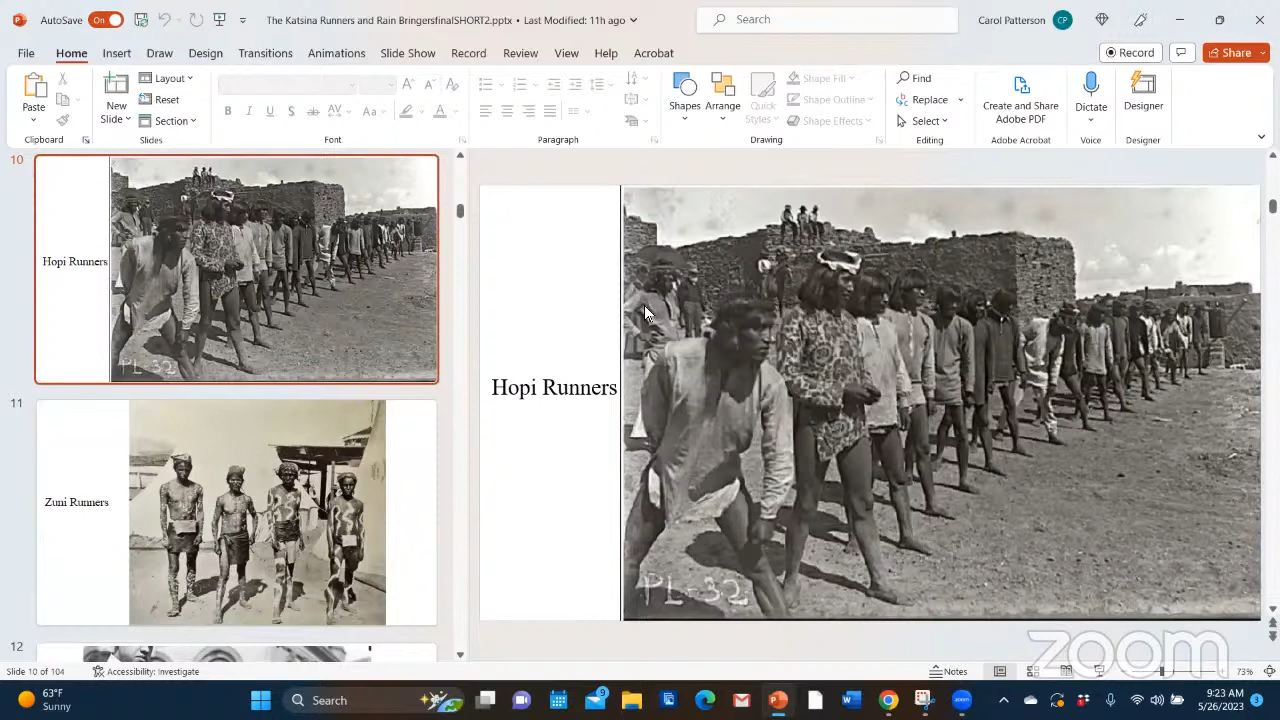 AutoSave On The Katsina Runners and Rain BringersfinalSHORT2.pptx • Last Modified: 11h ago Search Carol Patterson CP
File Home Insert Draw Design Transitions Animations Slide Show Record Review View Help Acrobat Record Share
Paste
Clipboard
New Slide
Layout
Reset
Section
Slides
B I U S ab AV Aa A
Font
Paragraph
Shapes
Arrange
Quick Styles
Shape Fill
Shape Outline
Shape Effects
Drawing
Find
Replace
Select
Editing
Create and Share Adobe PDF
Adobe Acrobat
Dictate
Voice
Designer
Designer
10
Hopi Runners
PL-32
11
Zuni Runners
12
Hopi Runners
PL-32
zoom
Slide 10 of 104 Accessibility: Investigate Notes 73%
63°F
Sunny
Search
9
9:23 AM
5/26/2023
3